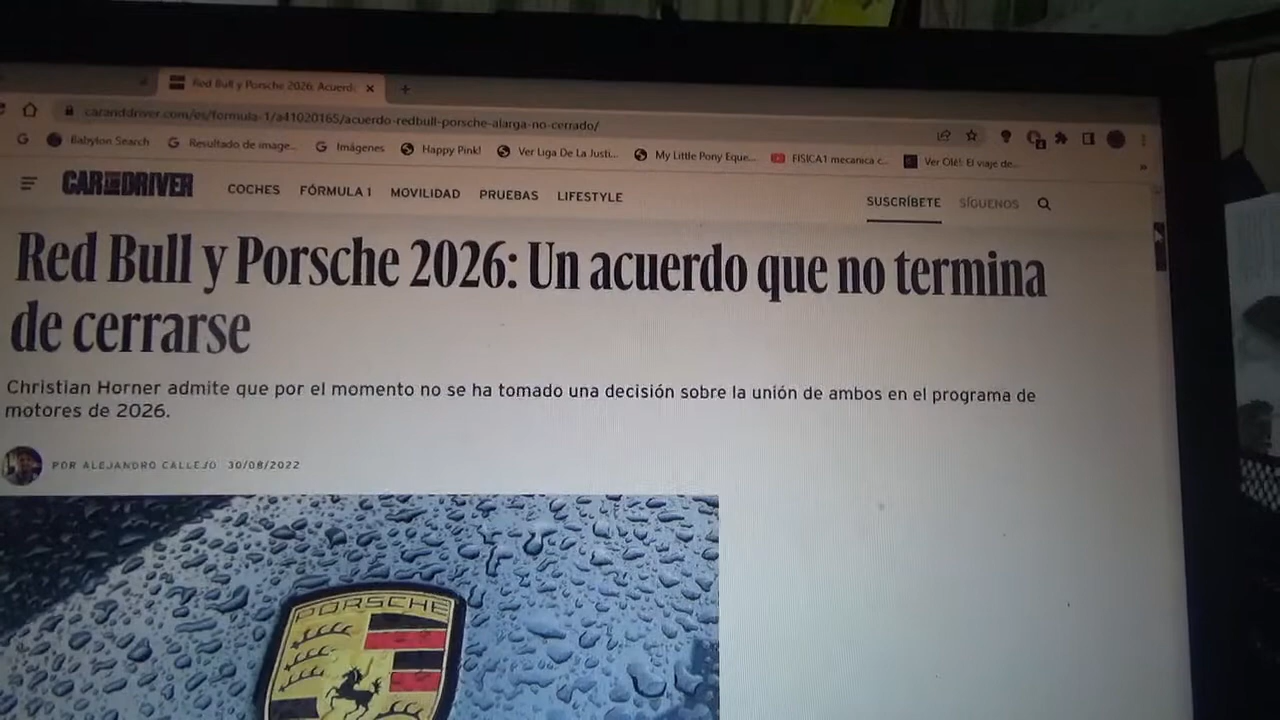 Red Bull y Porsche 2026: Acuerd
caranddriver.com/es/formula-1/a41020165/acuerdo-redbull-porsche-alarga-no-cerrado/
Babylon Search Resultado de image... Imágenes Happy Pink! Ver Liga De La Justi... My Little Pony Eque... FISICA1 mecanica c... Ver Olé!: El viaje de...
CAR AND DRIVER COCHES FÓRMULA 1 MOVILIDAD PRUEBAS LIFESTYLE SUSCRÍBETE SÍGUENOS
Red Bull y Porsche 2026: Un acuerdo que no termina
de cerrarse
Christian Horner admite que por el momento no se ha tomado una decisión sobre la unión de ambos en el programa de
motores de 2026.
POR ALEJANDRO CALLEJO 30/08/2022
PORSCHE